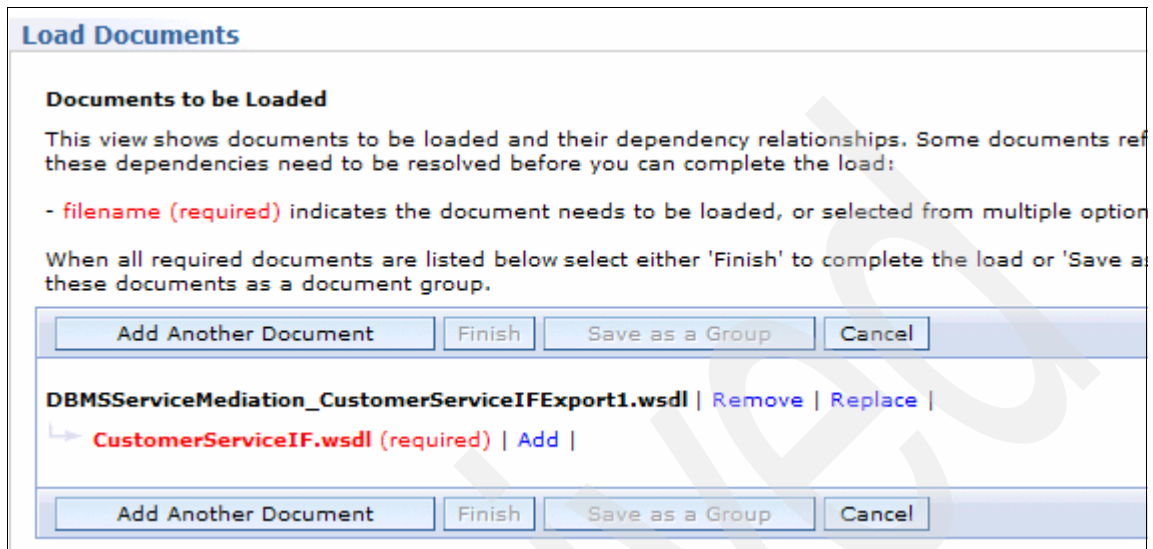 Load Documents
Documents to be Loaded
This view shows documents to be loaded and their dependency relationships. Some documents ref
these dependencies need to be resolved before you can complete the load:
- filename (required) indicates the document needs to be loaded, or selected from multiple option
When all required documents are listed below select either 'Finish' to complete the load or 'Save a
these documents as a document group.
Add Another Document Finish Save as a Group Cancel
DBMSServiceMediation_CustomerServiceIFExport1.wsdl | Remove | Replace |
CustomerServiceIF.wsdl (required) | Add |
Add Another Document Finish Save as a Group Cancel